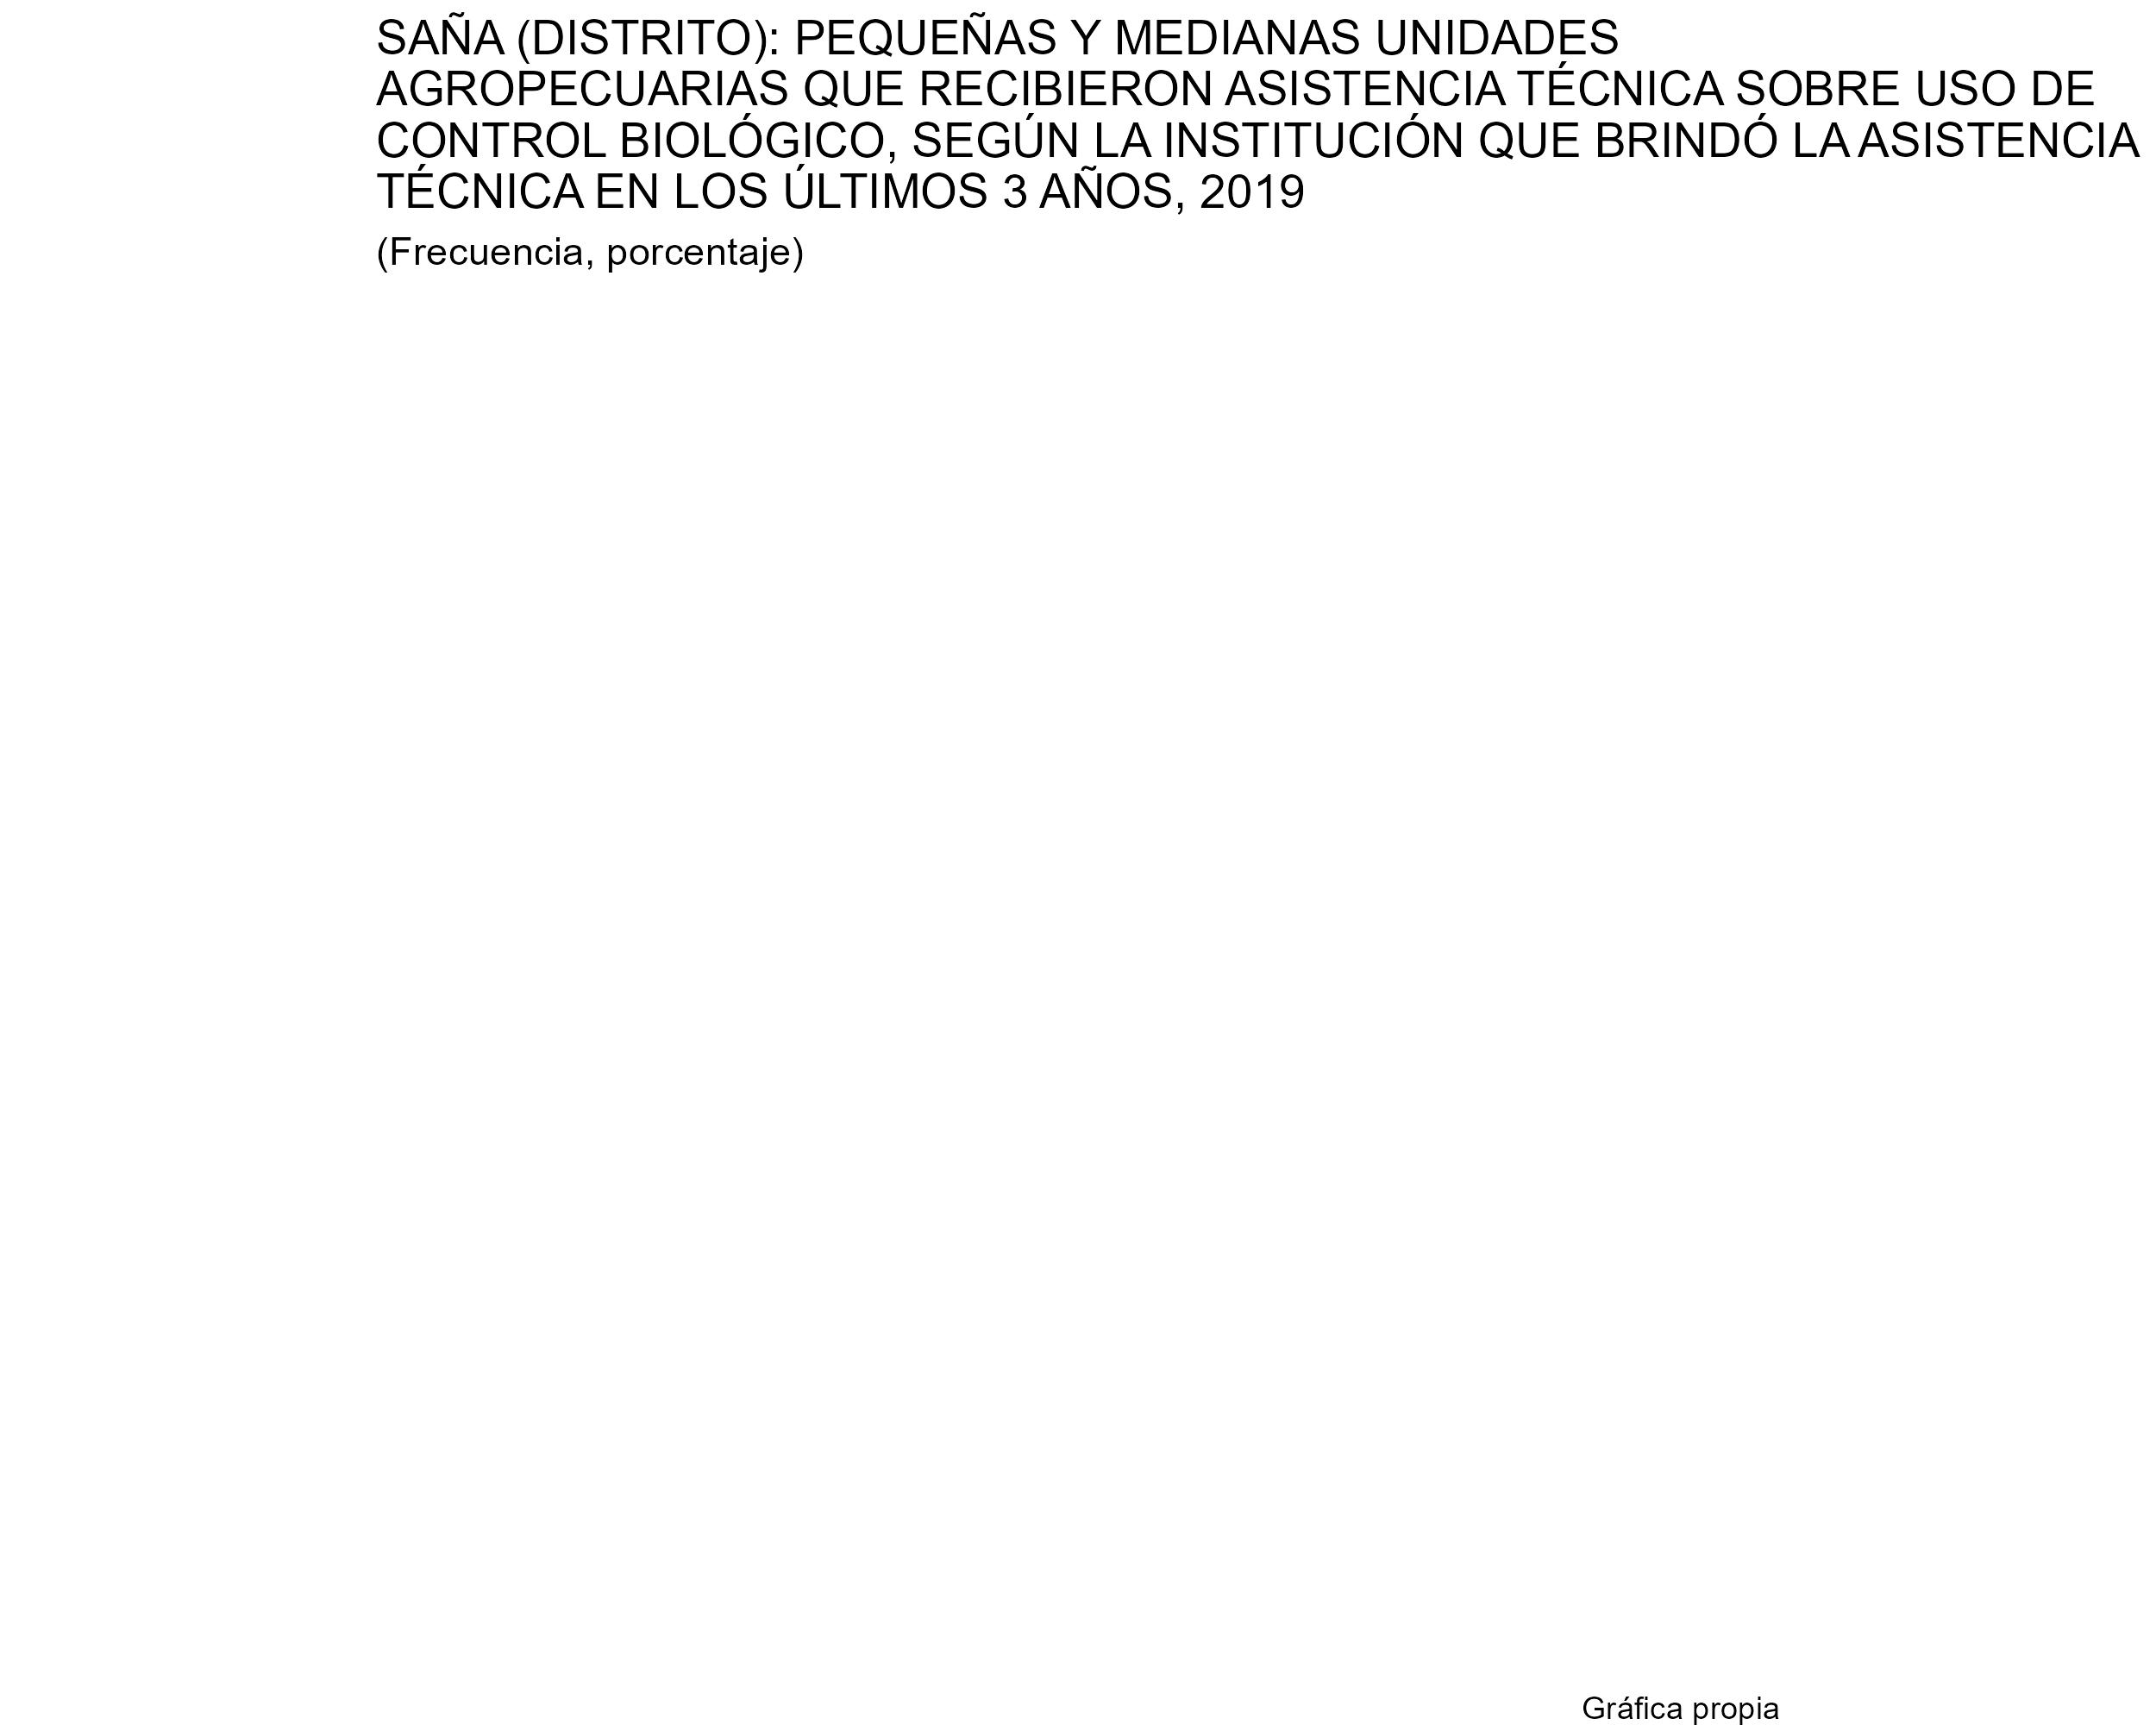 SAÑA (DISTRITO): PEQUEÑAS Y MEDIANAS UNIDADES
AGROPECUARIAS QUE RECIBIERON ASISTENCIA TÉCNICA SOBRE USO DE
CONTROL BIOLÓGICO, SEGÚN LA INSTITUCIÓN QUE BRINDÓ LA ASISTENCIA
TÉCNICA EN LOS ÚLTIMOS 3 AÑOS, 2019
(Frecuencia, porcentaje)
Gráfica propia